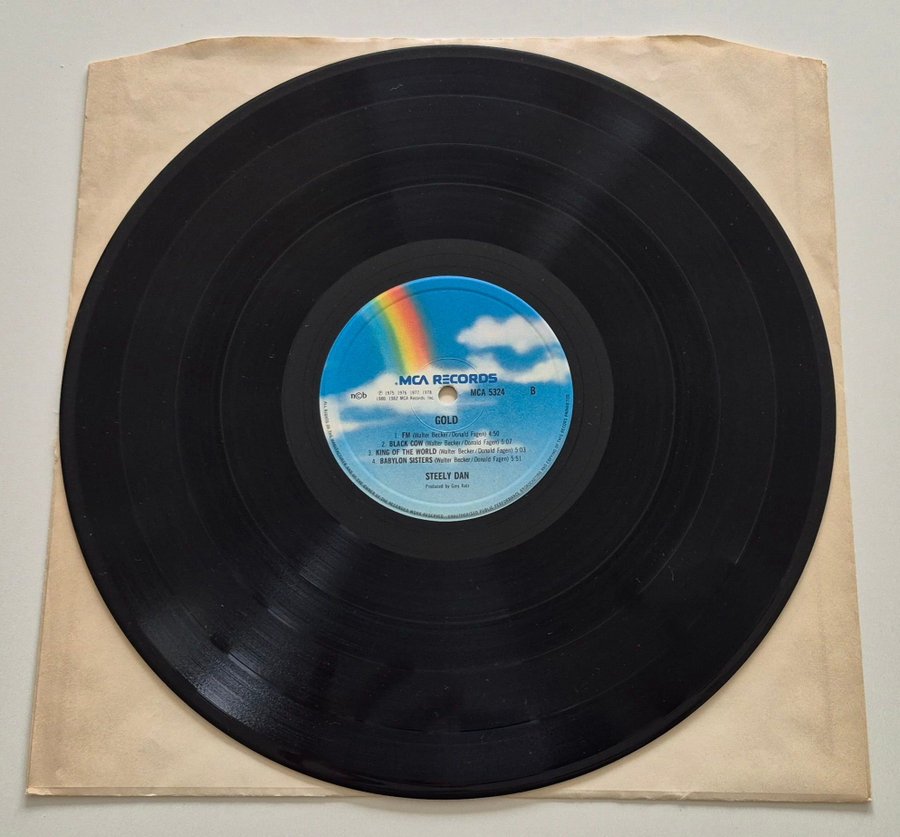 .MCA RECORDS
n©b
℗ 1975 1976 1977 1978
1980 1982 MCA Records Inc.
MCA 5324
B
GOLD
1. FM (Walter Becker/Donald Fagen) 4:50
2. BLACK COW (Walter Becker/Donald Fagen) 5:07
3. KING OF THE WORLD (Walter Becker/Donald Fagen) 5:03
4. BABYLON SISTERS (Walter Becker/Donald Fagen) 5:51
STEELY DAN
Produced by Gary Katz